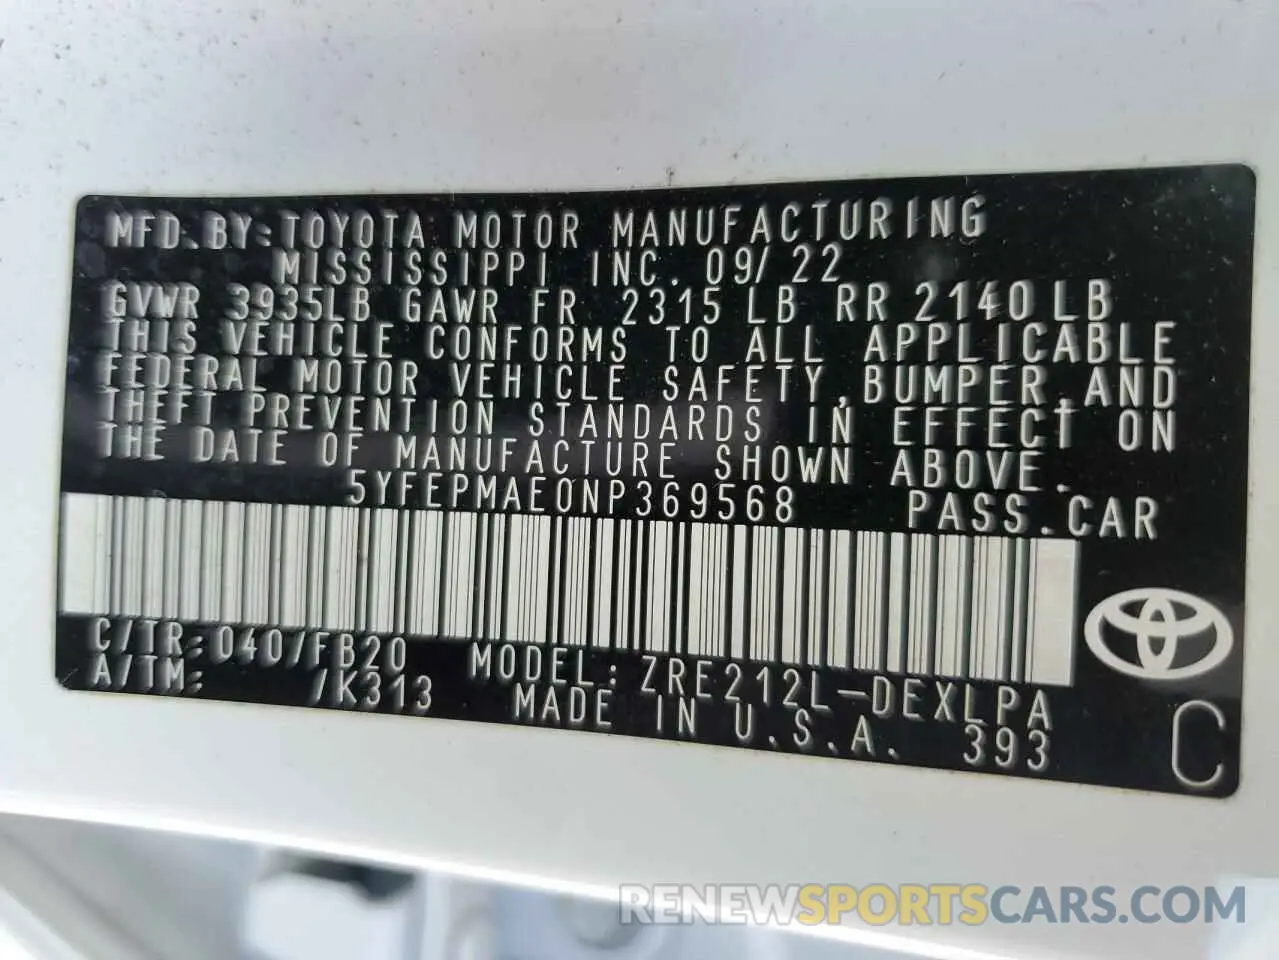 MFD.BY:TOYOTA MOTOR MANUFACTURING
MISSISSIPPI INC. 09/22
GVWR 3935LB GAWR FR 2315LB RR 2140LB
THIS VEHICLE CONFORMS TO ALL APPLICABLE
FEDERAL MOTOR VEHICLE SAFETY,BUMPER,AND
THEFT PREVENTION STANDARDS IN EFFECT ON
THE DATE OF MANUFACTURE SHOWN ABOVE.
5YFEPMAE0NP369568 PASS.CAR
C/TR:040/FB20 MODEL:ZRE212L-DEXLPA
A/TM: /K313 MADE IN U.S.A. 393
C
RENEWSPORTSCARS.COM